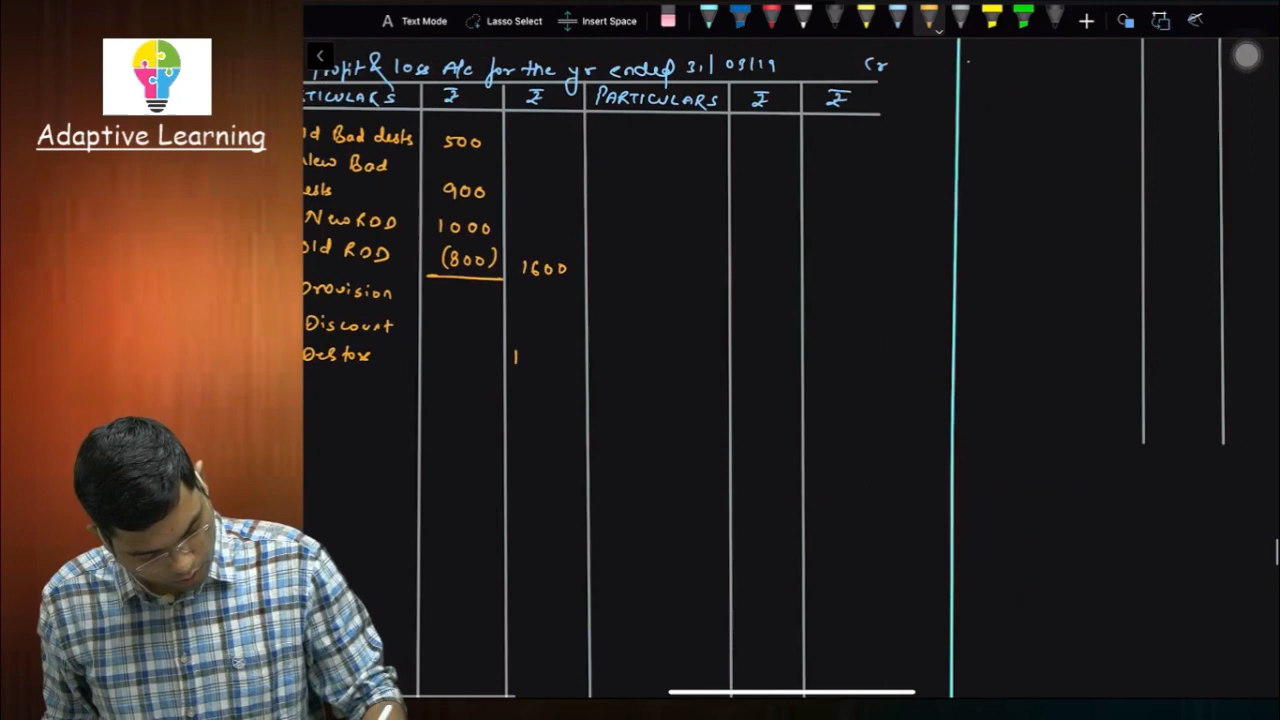 Text Mode Lasso Select Insert Space
Adaptive Learning
rofit & loss A/c for the yr ended 31/03/19 Cr
TICULARS ₹ ₹ PARTICULARS ₹ ₹
ld Bad debts 500
New Bad
ebts 900
New RDD 1000
Old RDD (800) 1600
Provision
Discount
Debtor 1